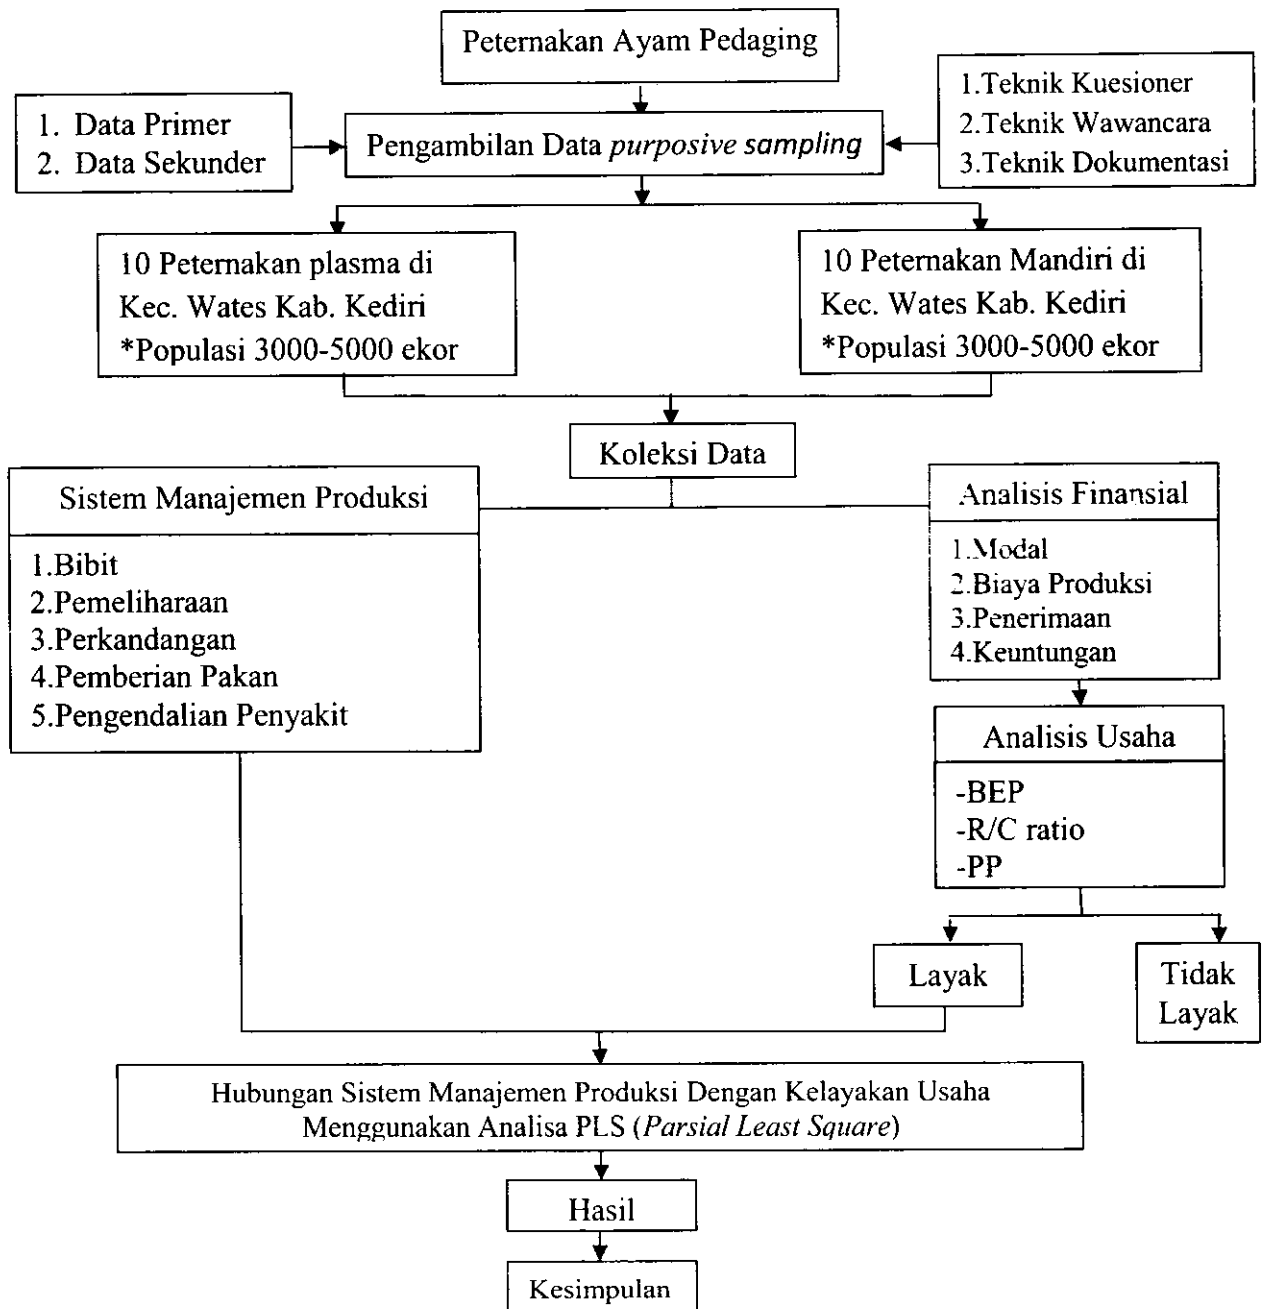 Peternakan Ayam Pedaging
1. Data Primer
2. Data Sekunder
Pengambilan Data purposive sampling
1.Teknik Kuesioner
2.Teknik Wawancara
3.Teknik Dokumentasi
10 Peternakan plasma di
Kec. Wates Kab. Kediri
*Populasi 3000-5000 ekor
10 Peternakan Mandiri di
Kec. Wates Kab. Kediri
*Populasi 3000-5000 ekor
Koleksi Data
Sistem Manajemen Produksi
1.Bibit
2.Pemeliharaan
3.Perkandangan
4.Pemberian Pakan
5.Pengendalian Penyakit
Analisis Finansial
1.Modal
2.Biaya Produksi
3.Penerimaan
4.Keuntungan
Analisis Usaha
-BEP
-R/C ratio
-PP
Layak
Tidak
Layak
Hubungan Sistem Manajemen Produksi Dengan Kelayakan Usaha
Menggunakan Analisa PLS (Parsial Least Square)
Hasil
Kesimpulan